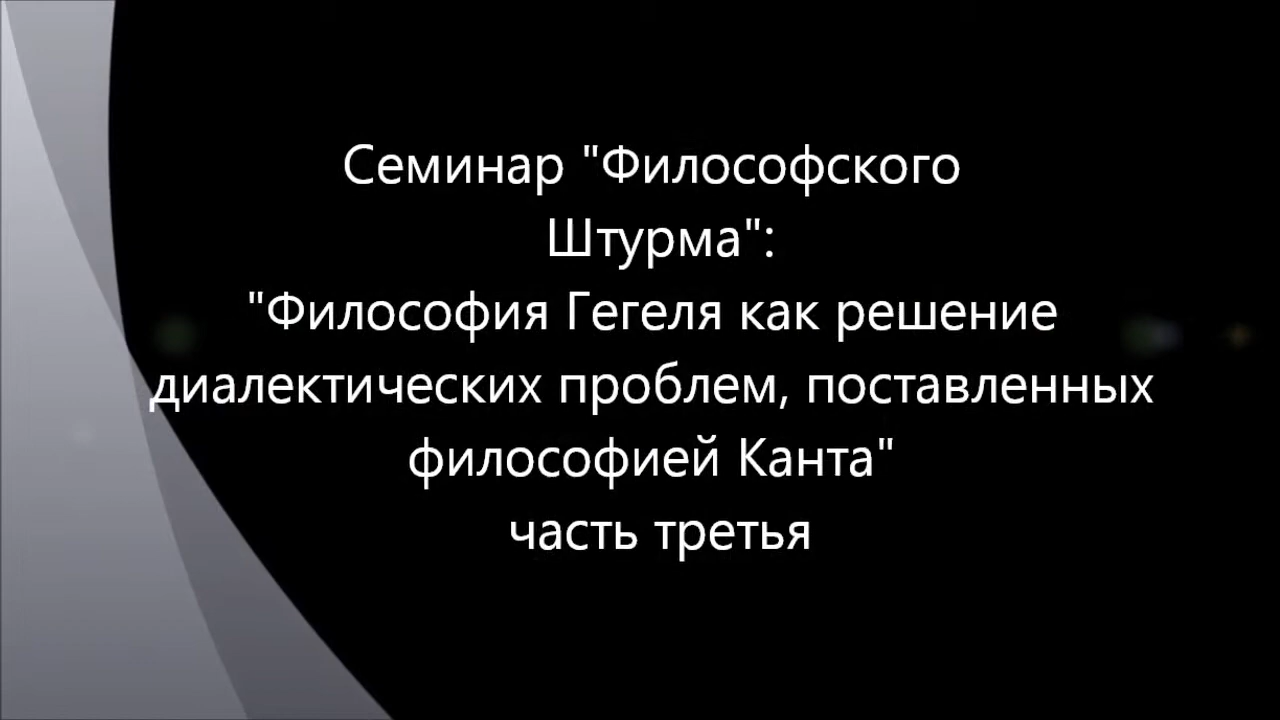 Семинар "Философского
Штурма":
"Философия Гегеля как решение
диалектических проблем, поставленных
философией Канта"
часть третья